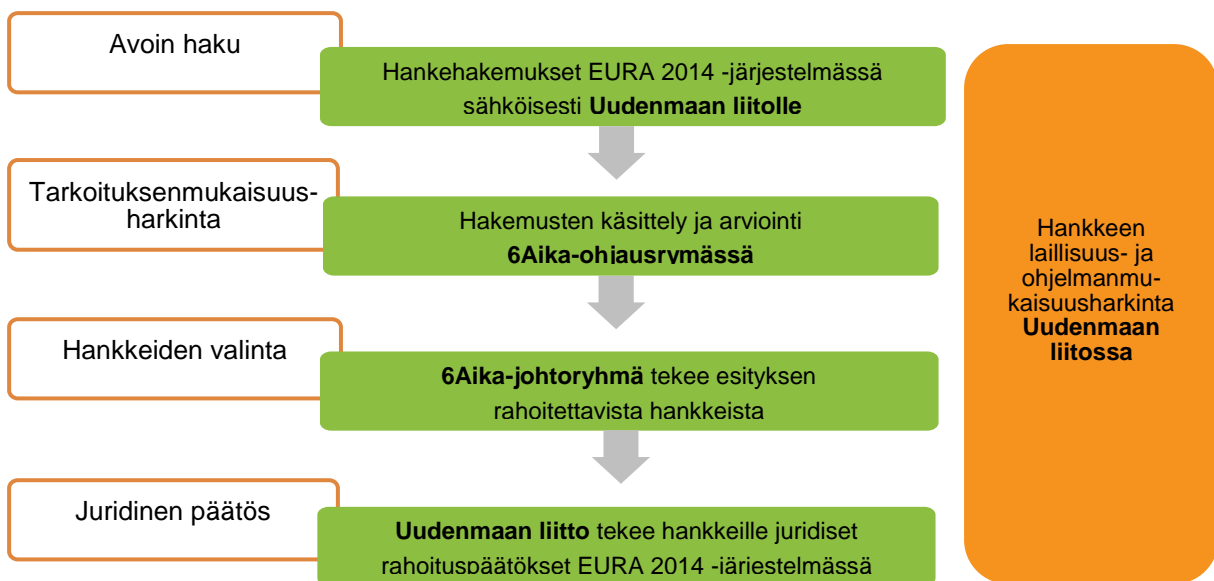 Avoin haku
Hankehakemukset EURA 2014 -järjestelmässä
sähköisesti Uudenmaan liitolle
Tarkoituksenmukaisuus-
harkinta
Hakemusten käsittely ja arviointi
6Aika-ohjausrymässä
Hankkeiden valinta
6Aika-johtoryhmä tekee esityksen
rahoitettavista hankkeista
Juridinen päätös
Uudenmaan liitto tekee hankkeille juridiset
rahoituspäätökset EURA 2014 -järjestelmässä
Hankkeen
laillisuus- ja
ohjelmanmu-
kaisuusharkinta
Uudenmaan
liitossa